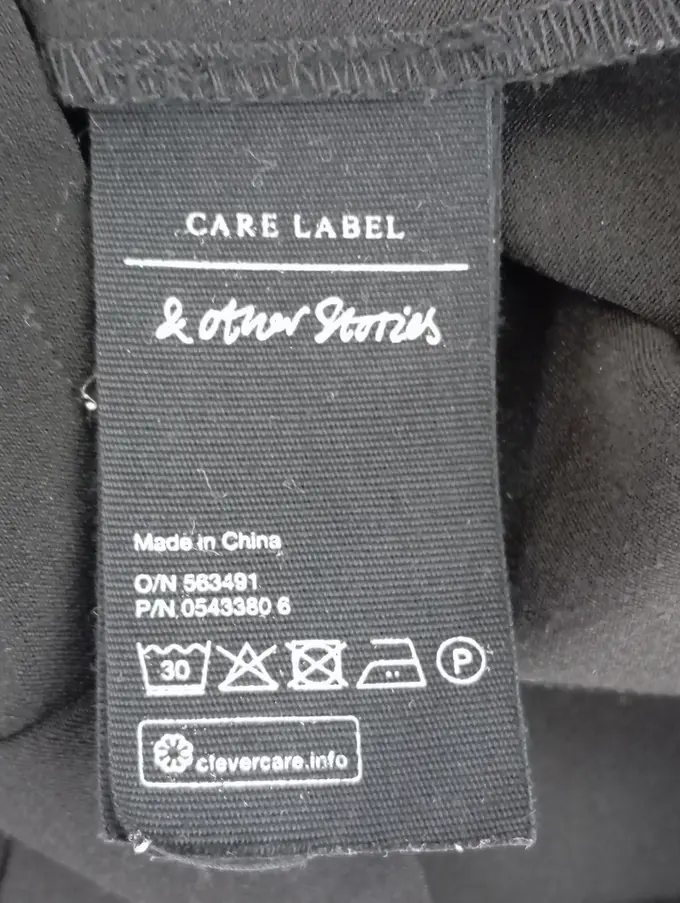 CARE LABEL
& other Stories
Made in China
O/N 563491
P/N 0543380 6
30
P
clevercare.info